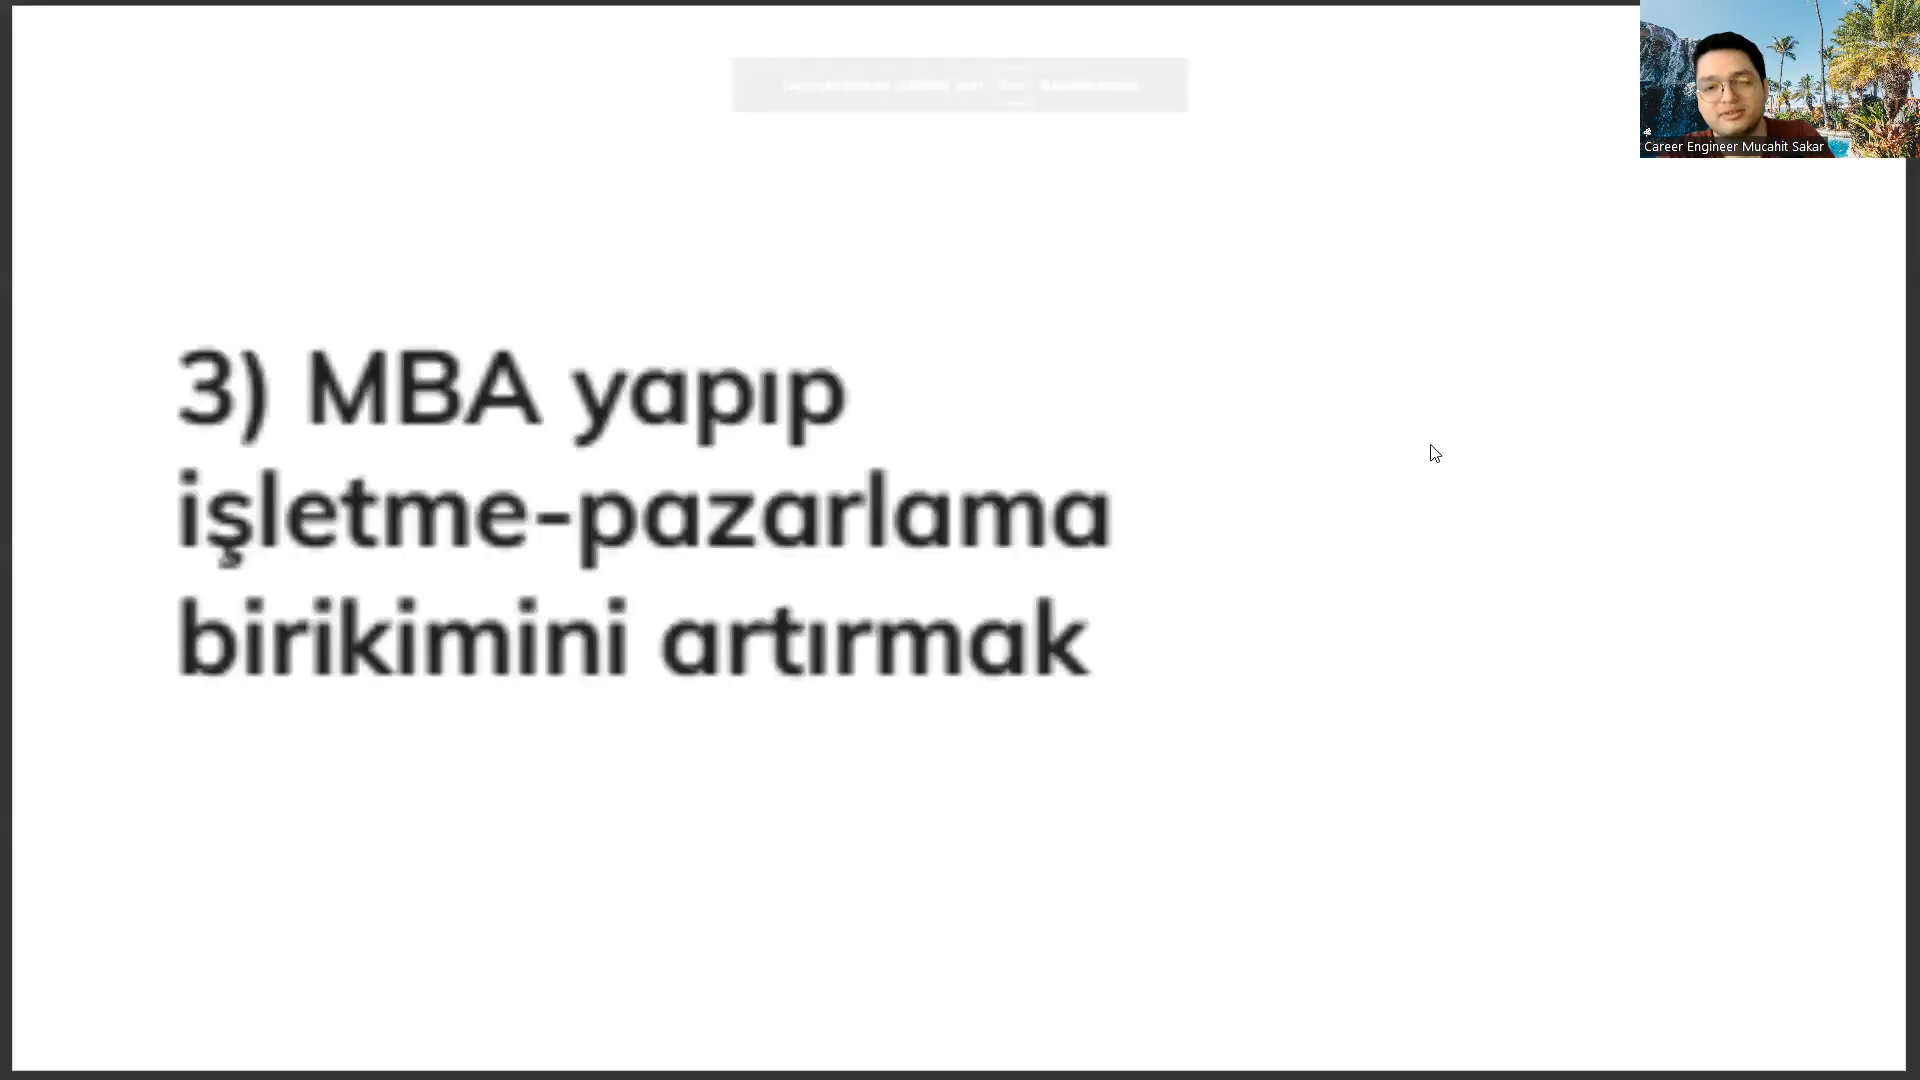 Career Engineer Mucahit Sakar
3) MBA yapıp
işletme-pazarlama
birikimini artırmak